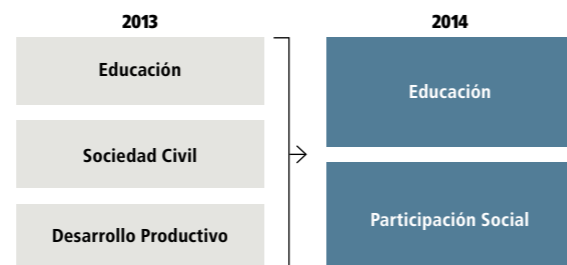 2013
2014
Educación
Sociedad Civil
Desarrollo Productivo
Educación
Participación Social